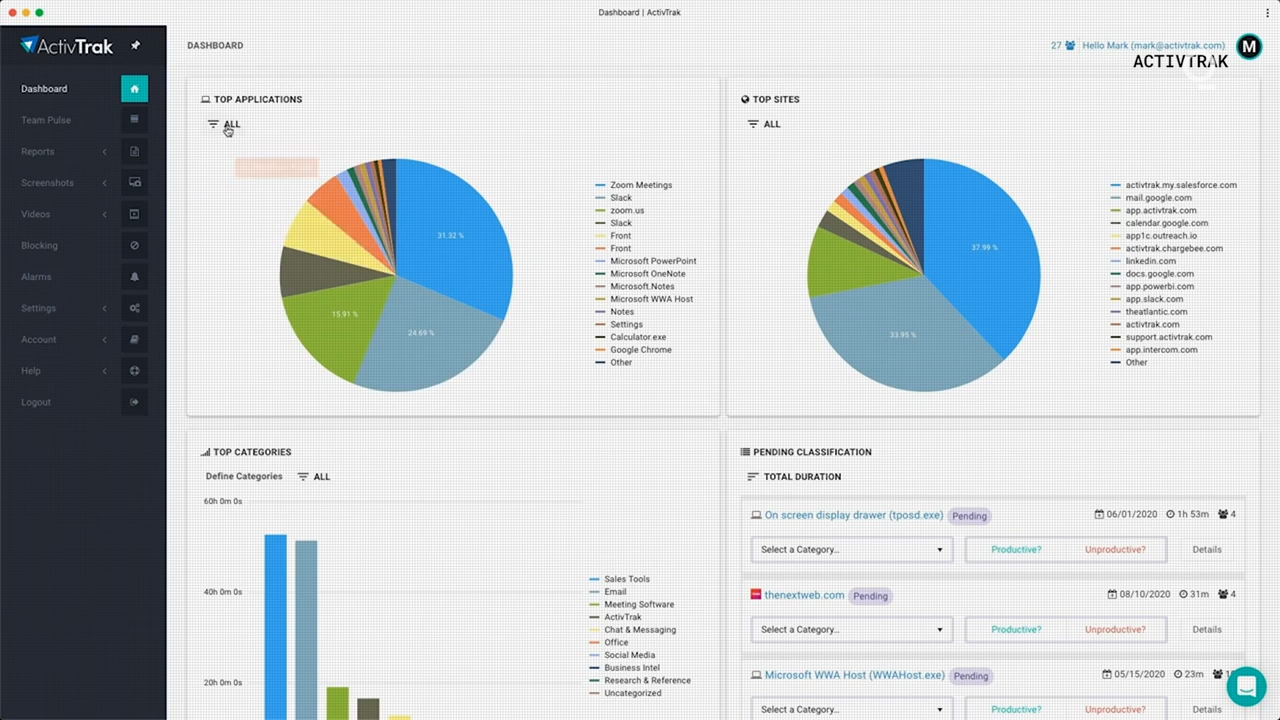 Dashboard | ActivTrak
ActivTrak
DASHBOARD
27 Hello Mark (mark@activtrak.com) M
ACTIVTRAK
Dashboard
Team Pulse
Reports
Screenshots
Videos
Blocking
Alarms
Settings
Account
Help
Logout
TOP APPLICATIONS
ALL
31.32 %
24.69 %
15.91 %
Zoom Meetings
Slack
zoom.us
Slack
Front
Front
Microsoft PowerPoint
Microsoft OneNote
Microsoft.Notes
Microsoft WWA Host
Notes
Settings
Calculator.exe
Google Chrome
Other
TOP SITES
ALL
37.99 %
33.95 %
activtrak.my.salesforce.com
mail.google.com
app.activtrak.com
calendar.google.com
app1c.outreach.io
activtrak.chargebee.com
linkedin.com
docs.google.com
app.powerbi.com
app.slack.com
theatlantic.com
activtrak.com
support.activtrak.com
app.intercom.com
Other
TOP CATEGORIES
Define Categories ALL
60h 0m 0s
40h 0m 0s
20h 0m 0s
Sales Tools
Email
Meeting Software
ActivTrak
Chat & Messaging
Office
Social Media
Business Intel
Research & Reference
Uncategorized
PENDING CLASSIFICATION
TOTAL DURATION
On screen display drawer (tposd.exe) Pending 06/01/2020 1h 53m 4
Select a Category... Productive? Unproductive? Details
thenextweb.com Pending 08/10/2020 31m 4
Select a Category... Productive? Unproductive? Details
Microsoft WWA Host (WWAHost.exe) Pending 05/15/2020 23m
Select a Category... Productive? Unproductive? Details